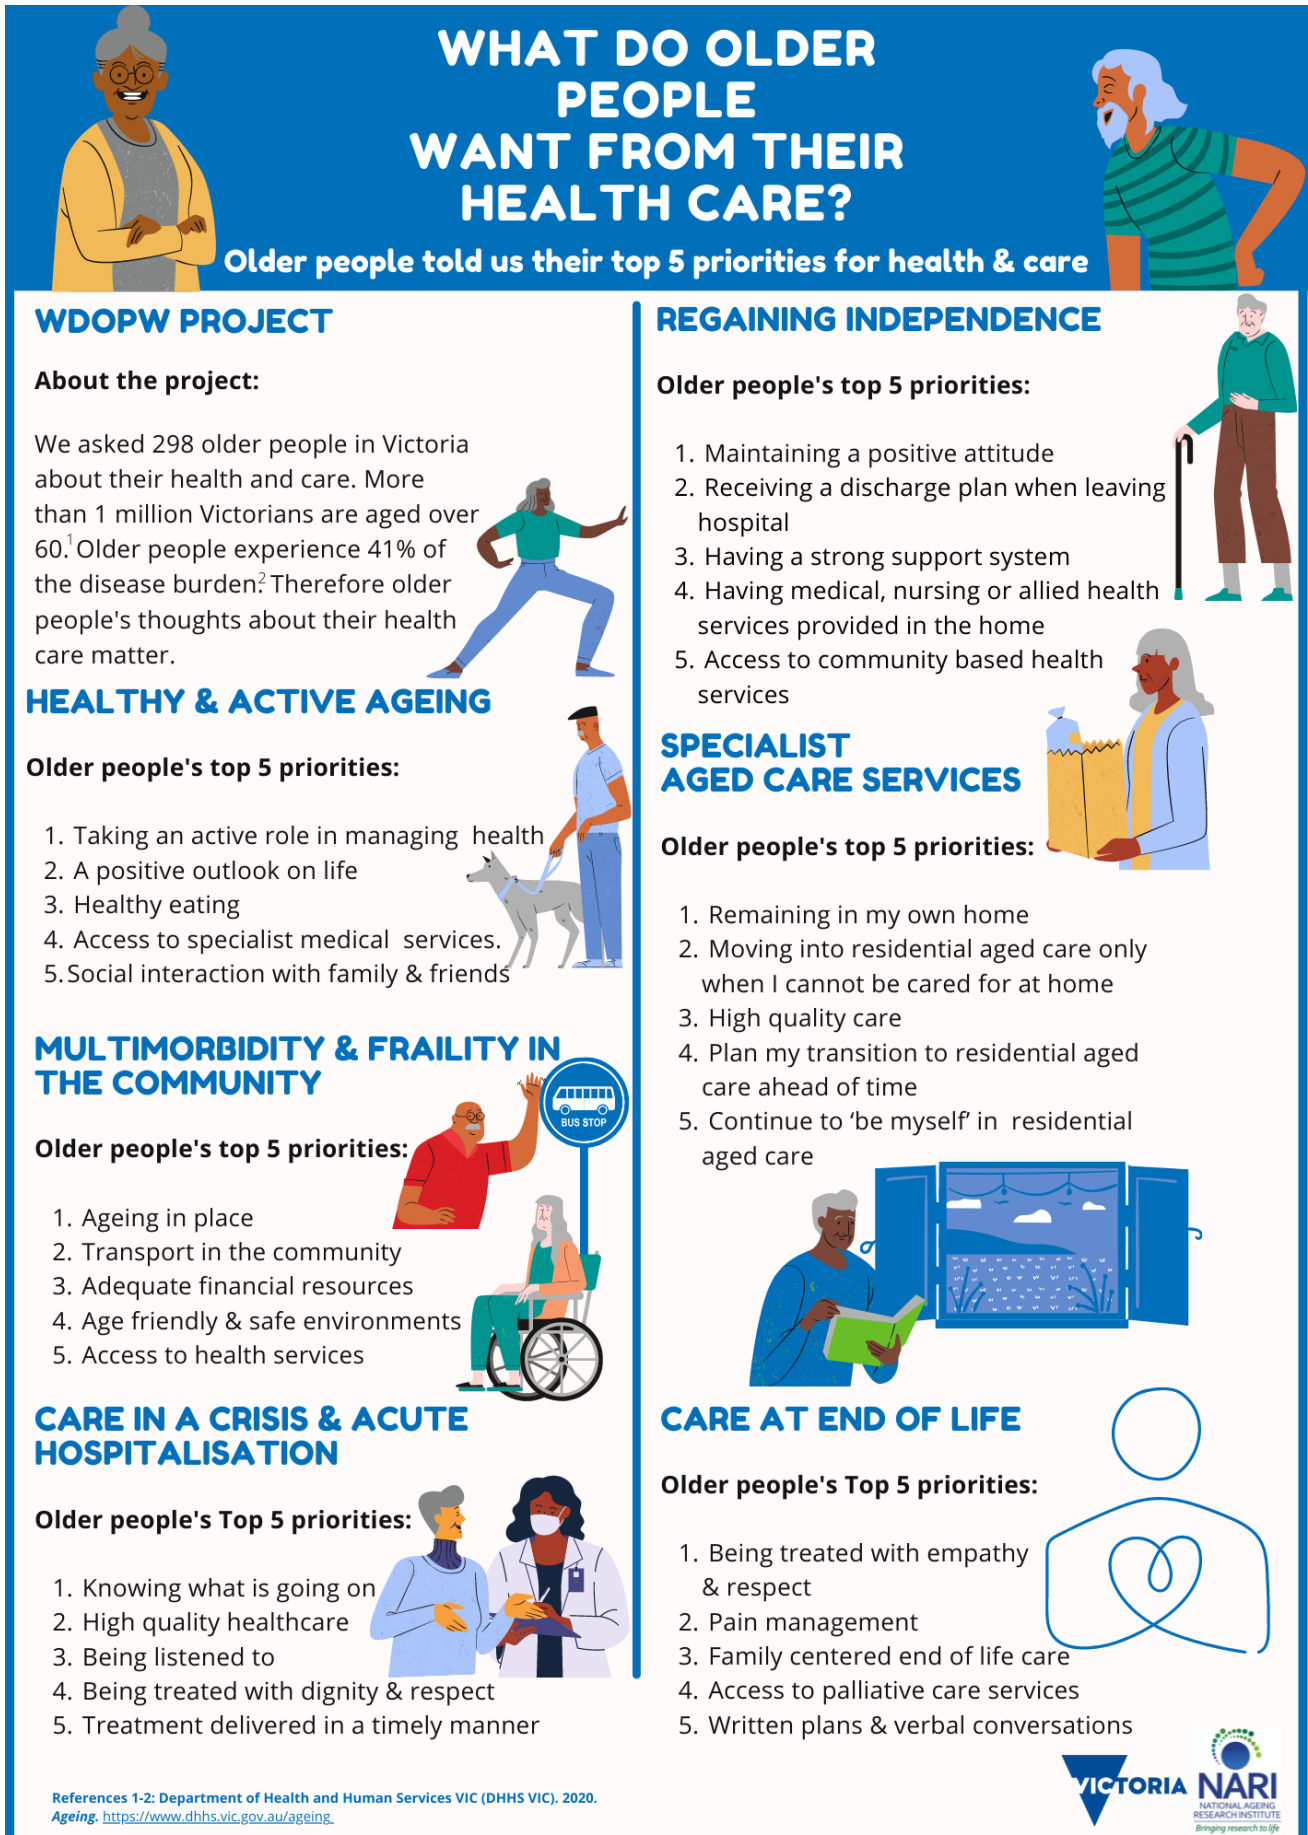 WHAT DO OLDER
PEOPLE
WANT FROM THEIR
HEALTH CARE?
Older people told us their top 5 priorities for health & care
WDOPW PROJECT
About the project:
We asked 298 older people in Victoria
about their health and care. More
than 1 million Victorians are aged over
60.¹ Older people experience 41% of
the disease burden.² Therefore older
people's thoughts about their health
care matter.
HEALTHY & ACTIVE AGEING
Older people's top 5 priorities:
1. Taking an active role in managing health
2. A positive outlook on life
3. Healthy eating
4. Access to specialist medical services.
5. Social interaction with family & friends
MULTIMORBIDITY & FRAILITY IN
THE COMMUNITY
BUS STOP
Older people's top 5 priorities:
1. Ageing in place
2. Transport in the community
3. Adequate financial resources
4. Age friendly & safe environments
5. Access to health services
CARE IN A CRISIS & ACUTE
HOSPITALISATION
Older people's Top 5 priorities:
1. Knowing what is going on
2. High quality healthcare
3. Being listened to
4. Being treated with dignity & respect
5. Treatment delivered in a timely manner
REGAINING INDEPENDENCE
Older people's top 5 priorities:
1. Maintaining a positive attitude
2. Receiving a discharge plan when leaving
hospital
3. Having a strong support system
4. Having medical, nursing or allied health
services provided in the home
5. Access to community based health
services
SPECIALIST
AGED CARE SERVICES
Older people's top 5 priorities:
1. Remaining in my own home
2. Moving into residential aged care only
when I cannot be cared for at home
3. High quality care
4. Plan my transition to residential aged
care ahead of time
5. Continue to ‘be myself’ in residential
aged care
CARE AT END OF LIFE
Older people's Top 5 priorities:
1. Being treated with empathy
& respect
2. Pain management
3. Family centered end of life care
4. Access to palliative care services
5. Written plans & verbal conversations
References 1-2: Department of Health and Human Services VIC (DHHS VIC). 2020.
Ageing. https://www.dhhs.vic.gov.au/ageing
VICTORIA
NARI
NATIONAL AGEING
RESEARCH INSTITUTE
Bringing research to life